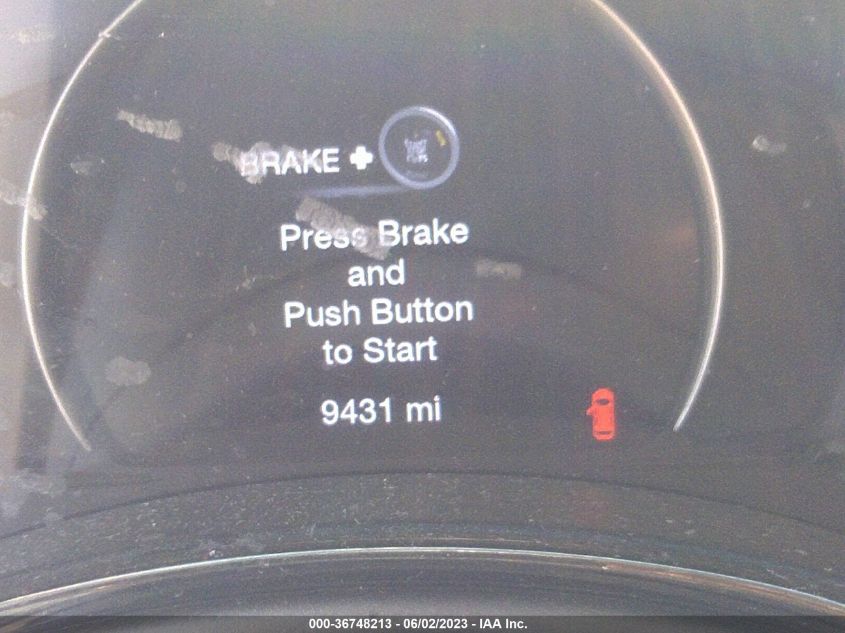 BRAKE +
Press Brake
and
Push Button
to Start
9431 mi
000-36748213 - 06/02/2023 - IAA Inc.